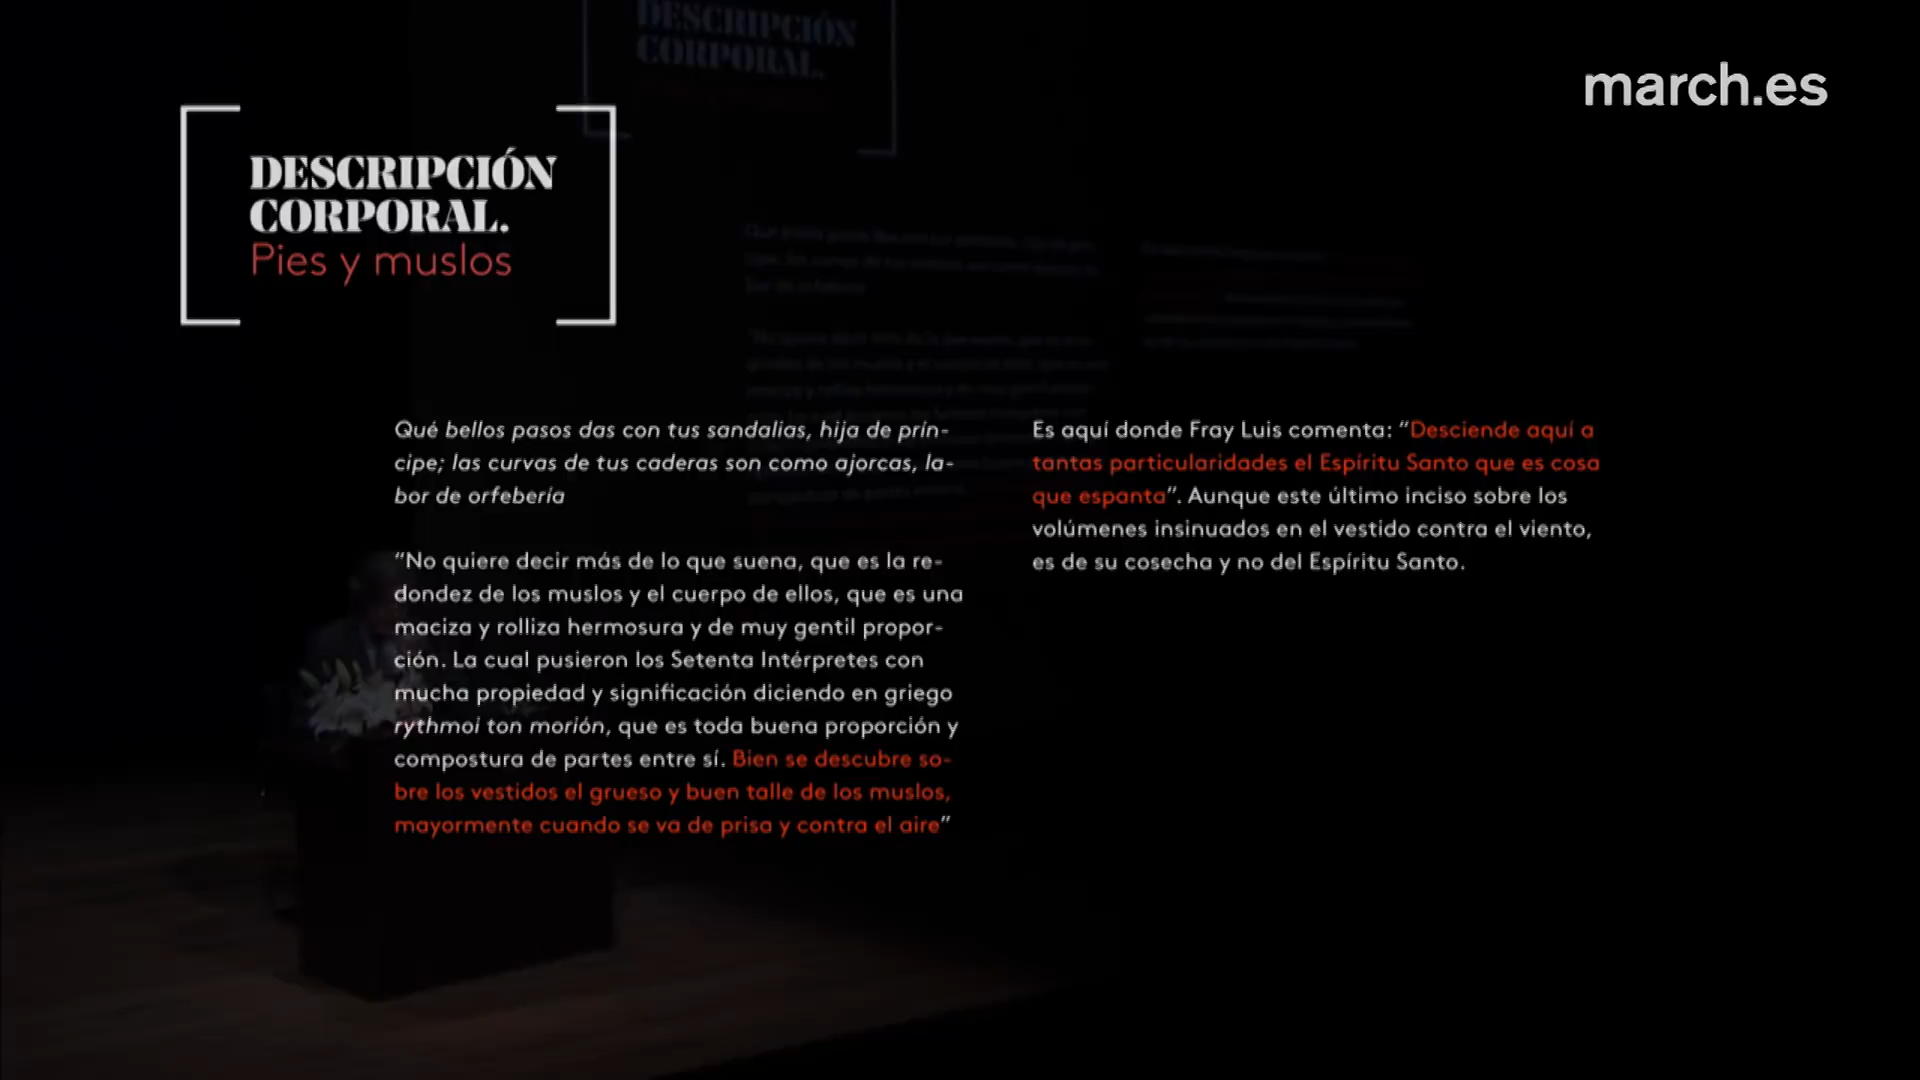 march.es
DESCRIPCIÓN
CORPORAL.
Pies y muslos
Qué bellos pasos das con tus sandalias, hija de prín-
cipe; las curvas de tus caderas son como ajorcas, la-
bor de orfebería
“No quiere decir más de lo que suena, que es la re-
dondez de los muslos y el cuerpo de ellos, que es una
maciza y rolliza hermosura y de muy gentil propor-
ción. La cual pusieron los Setenta Intérpretes con
mucha propiedad y significación diciendo en griego
rythmoi ton morión, que es toda buena proporción y
compostura de partes entre sí. Bien se descubre so-
bre los vestidos el grueso y buen talle de los muslos,
mayormente cuando se va de prisa y contra el aire”
Es aquí donde Fray Luis comenta: “Desciende aquí a
tantas particularidades el Espíritu Santo que es cosa
que espanta”. Aunque este último inciso sobre los
volúmenes insinuados en el vestido contra el viento,
es de su cosecha y no del Espíritu Santo.
DESCRIPCIÓN
CORPORAL.